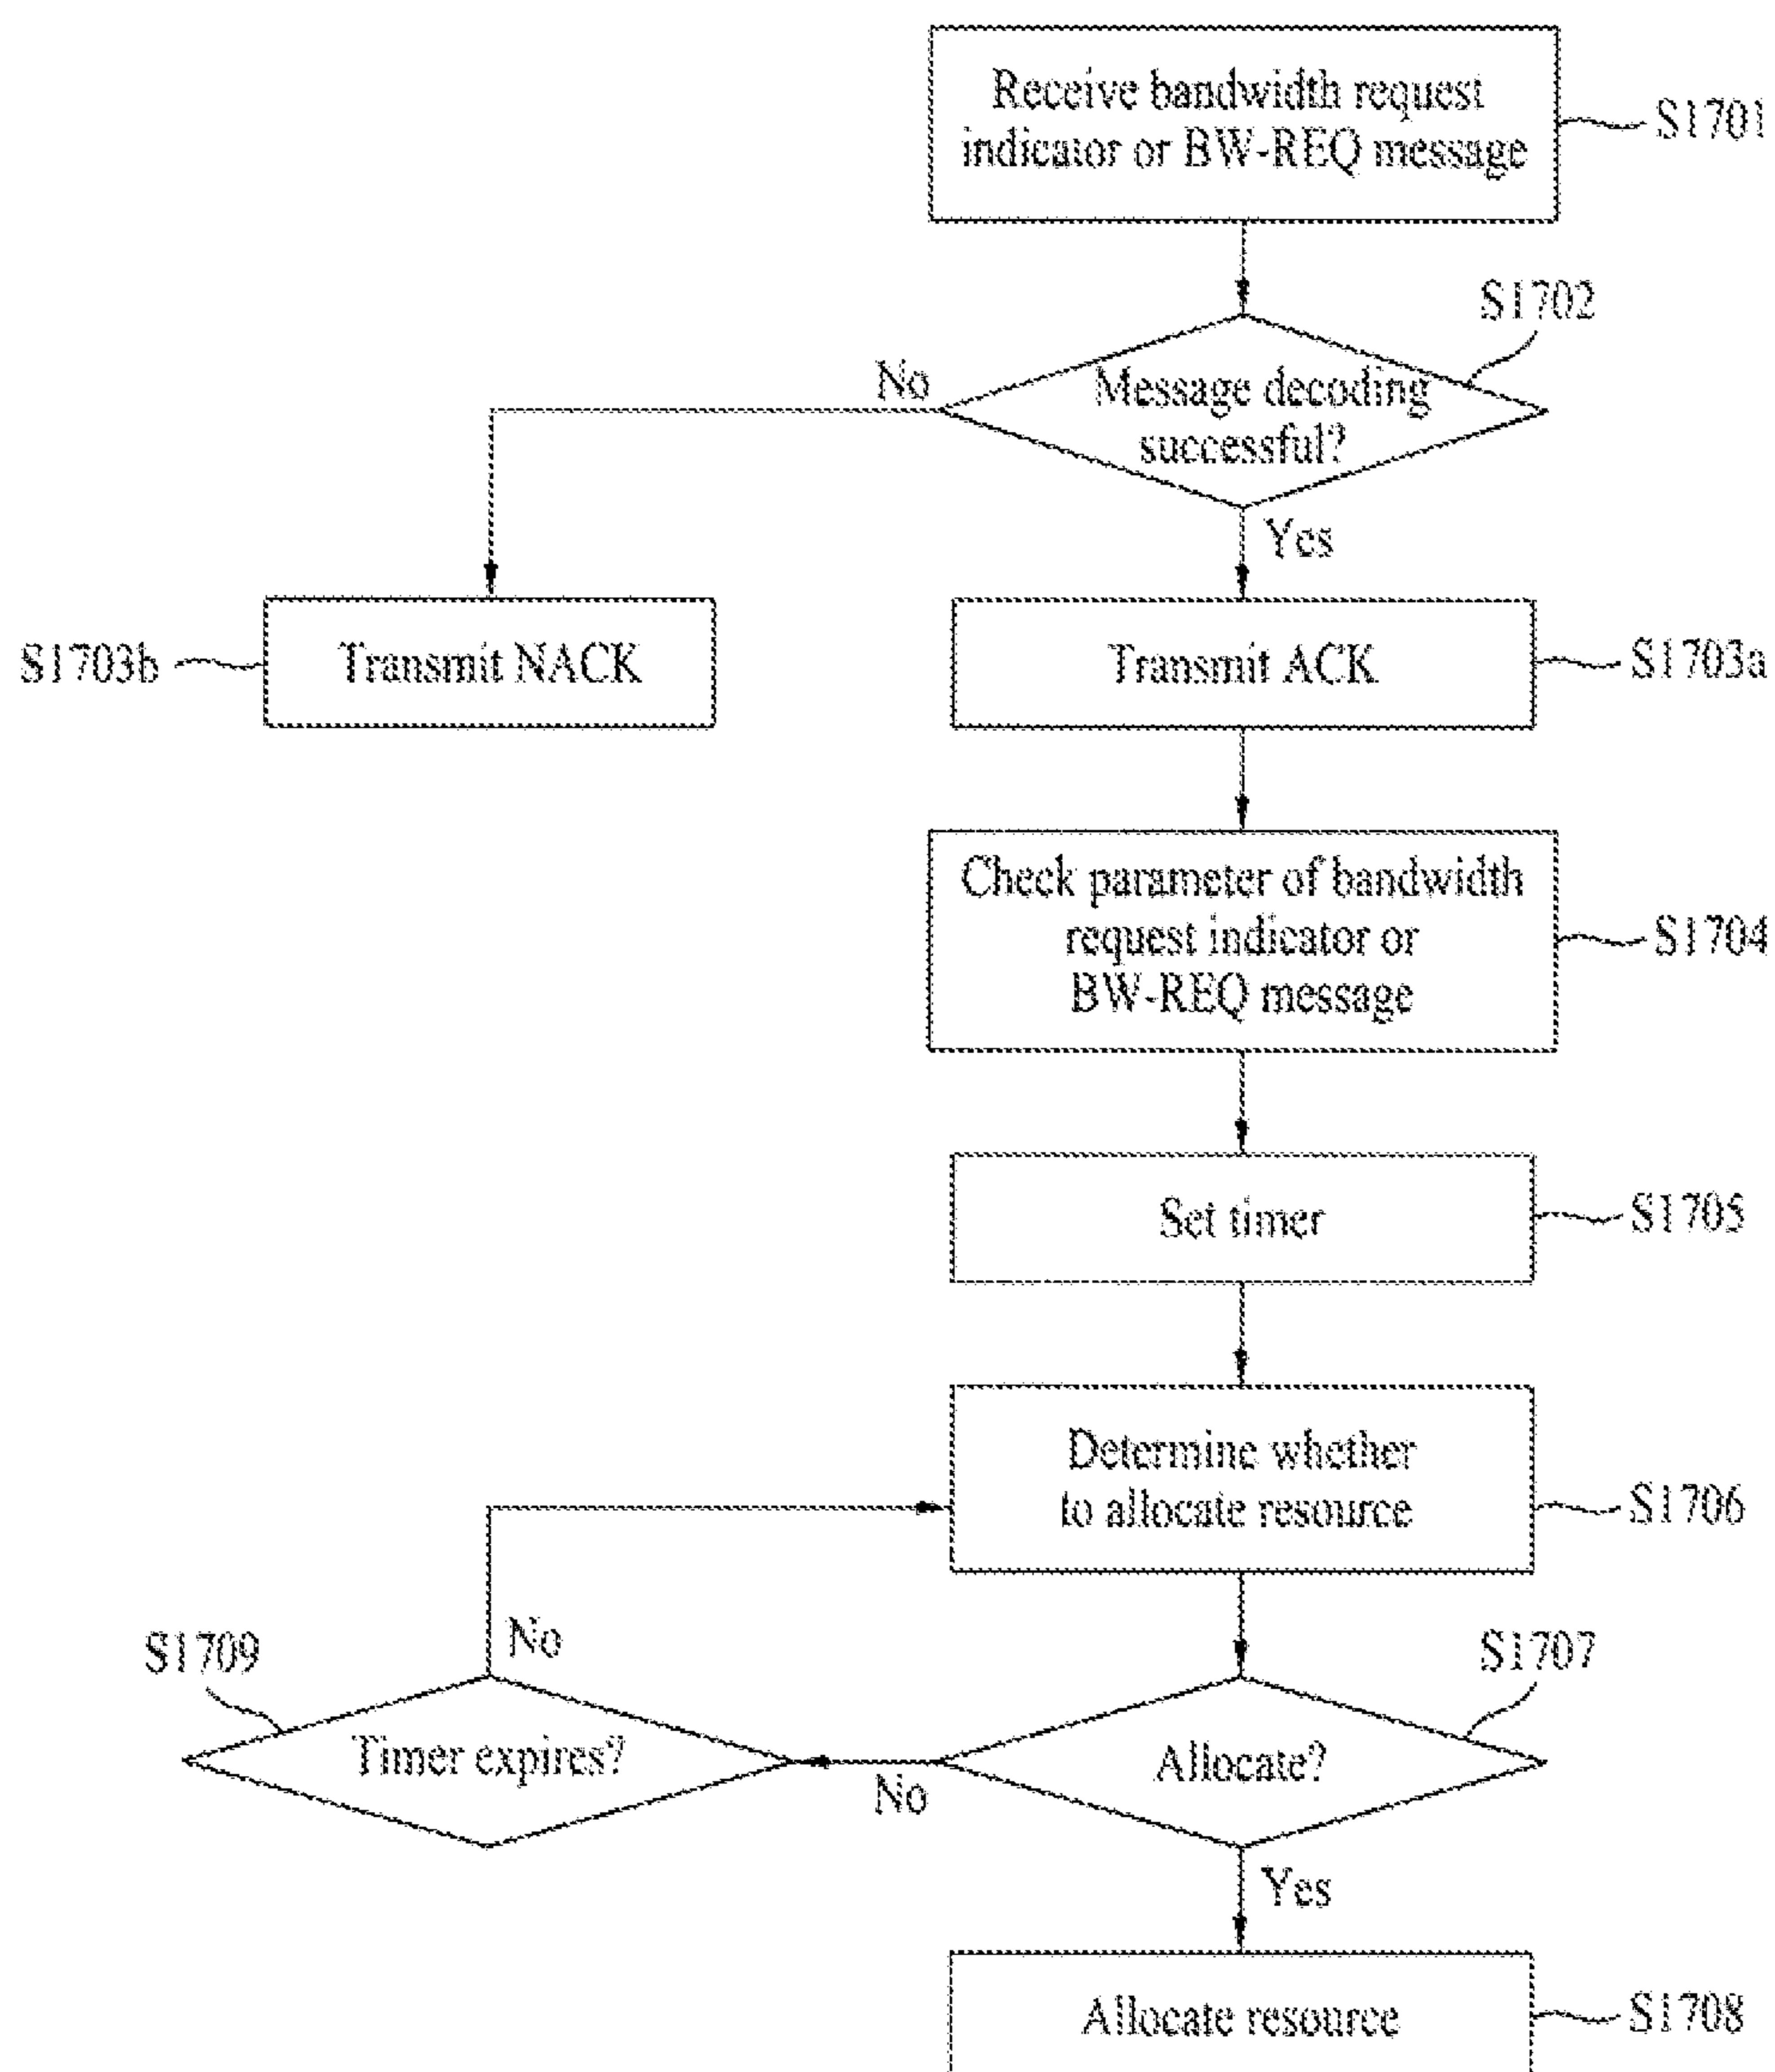 Receive bandwidth request
indicator or BW-REQ message
S1701
S1702
No
Message decoding
successful?
Yes
S1703b
Transmit NACK
Transmit ACK
S1703a
Check parameter of bandwidth
request indicator or
BW-REQ message
S1704
Set timer
S1705
Determine whether
to allocate resource
S1706
S1709
No
S1707
Timer expires?
No
Allocate?
Yes
Allocate resource
S1708